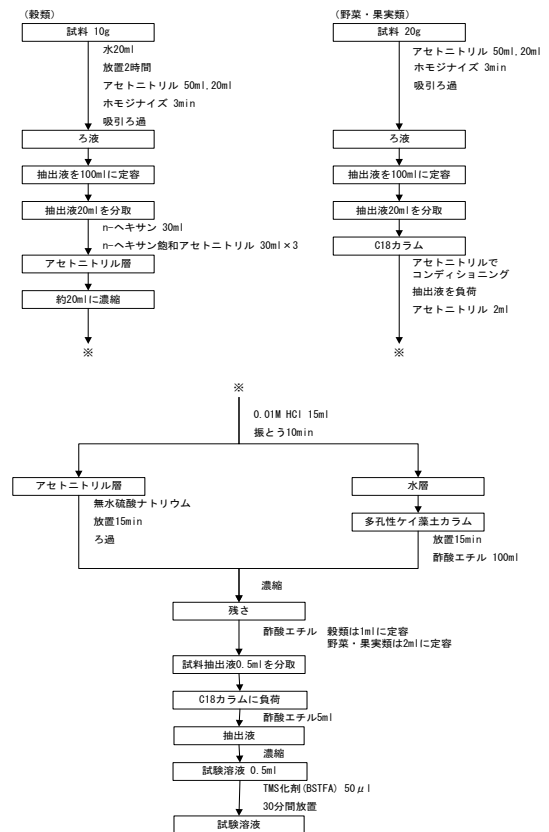 (穀類)
試料 10g
水20ml
放置2時間
アセトニトリル 50ml,20ml
ホモジナイズ 3min
吸引ろ過
ろ液
抽出液を100mlに定容
抽出液20mlを分取
n-ヘキサン 30ml
n-ヘキサン飽和アセトニトリル 30ml×3
アセトニトリル層
約20mlに濃縮
※
(野菜・果実類)
試料 20g
アセトニトリル 50ml,20ml
ホモジナイズ 3min
吸引ろ過
ろ液
抽出液を100mlに定容
抽出液20mlを分取
C18カラム
アセトニトリルで
コンディショニング
抽出液を負荷
アセトニトリル 2ml
※
※
0.01M HCl 15ml
振とう10min
アセトニトリル層
無水硫酸ナトリウム
放置15min
ろ過
水層
多孔性ケイ藻土カラム
放置15min
酢酸エチル 100ml
濃縮
残さ
酢酸エチル 穀類は1mlに定容
野菜・果実類は2mlに定容
試料抽出液0.5mlを分取
C18カラムに負荷
酢酸エチル5ml
抽出液
濃縮
試験溶液 0.5ml
TMS化剤(BSTFA) 50μl
30分間放置
試験溶液